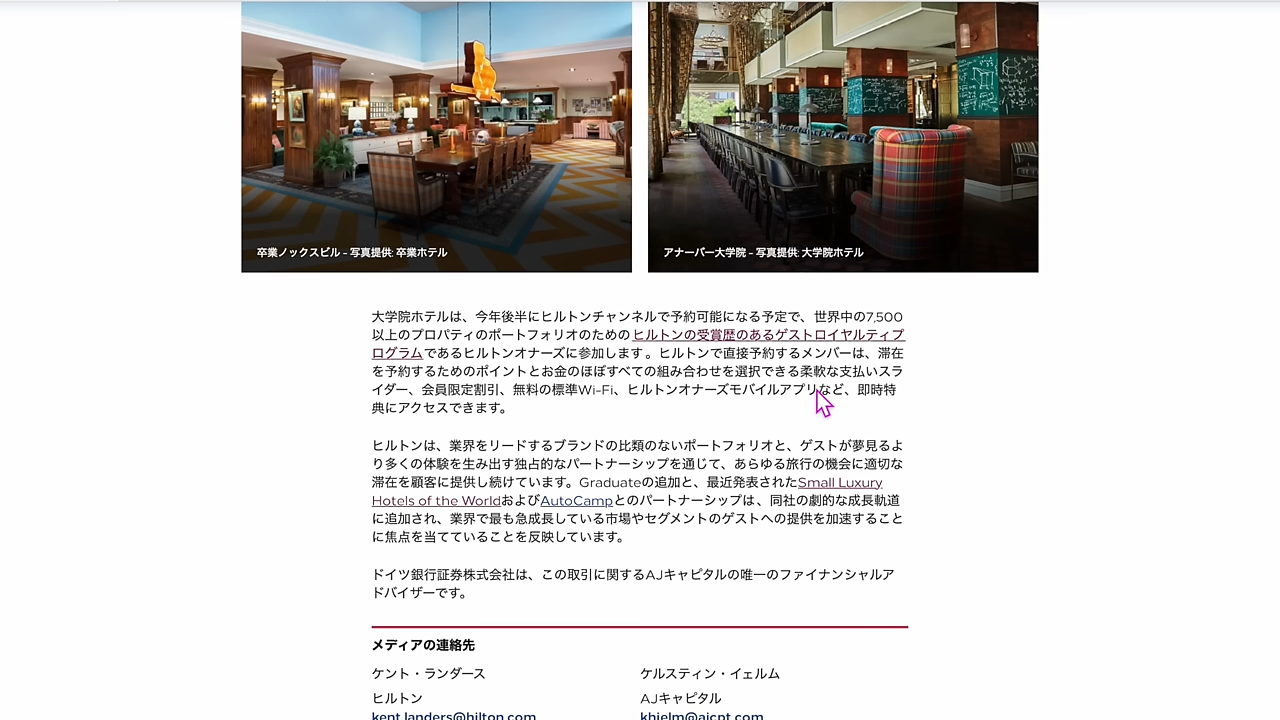 卒業ノックスビル – 写真提供: 卒業ホテル
アナーバー大学院 – 写真提供: 大学院ホテル
大学院ホテルは、今年後半にヒルトンチャンネルで予約可能になる予定で、世界中の7,500
以上のプロパティのポートフォリオのためのヒルトンの受賞歴のあるゲストロイヤルティプ
ログラムであるヒルトンオナーズに参加します。ヒルトンで直接予約するメンバーは、滞在
を予約するためのポイントとお金のほぼすべての組み合わせを選択できる柔軟な支払いスラ
イダー、会員限定割引、無料の標準Wi-Fi、ヒルトンオナーズモバイルアプリなど、即時特
典にアクセスできます。
ヒルトンは、業界をリードするブランドの比類のないポートフォリオと、ゲストが夢見るよ
り多くの体験を生み出す独占的なパートナーシップを通じて、あらゆる旅行の機会に適切な
滞在を顧客に提供し続けています。Graduateの追加と、最近発表されたSmall Luxury
Hotels of the WorldおよびAutoCampとのパートナーシップは、同社の劇的な成長軌道
に追加され、業界で最も急成長している市場やセグメントのゲストへの提供を加速すること
に焦点を当てていることを反映しています。
ドイツ銀行証券株式会社は、この取引に関するAJキャピタルの唯一のファイナンシャルア
ドバイザーです。
メディアの連絡先
ケント・ランダース
ヒルトン
kent.landers@hilton.com
ケルスティン・イェルム
AJキャピタル
khjelm@ajcpt.com